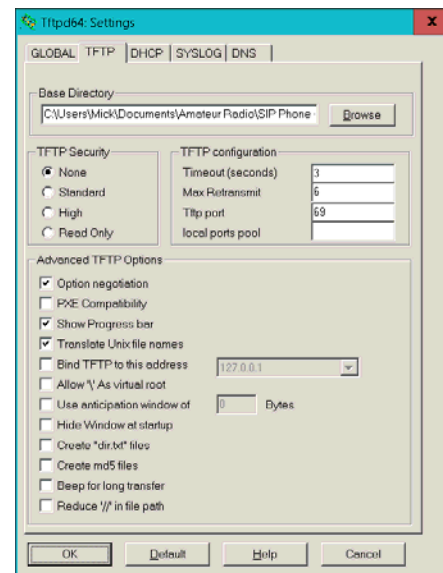 Tftpd64: Settings
GLOBAL TFTP DHCP SYSLOG DNS
Base Directory
C:\Users\Mick\Documents\Amateur Radio\SIP Phone -
Browse
TFTP Security
None
Standard
High
Read Only
TFTP configuration
Timeout (seconds) 3
Max Retransmit 6
Tftp port 69
local ports pool
Advanced TFTP Options
Option negotiation
PXE Compatibility
Show Progress bar
Translate Unix file names
Bind TFTP to this address 127.0.0.1
Allow '\' As virtual root
Use anticipation window of 0 Bytes
Hide Window at startup
Create "dir.txt" files
Create md5 files
Beep for long transfer
Reduce '//' in file path
OK Default Help Cancel